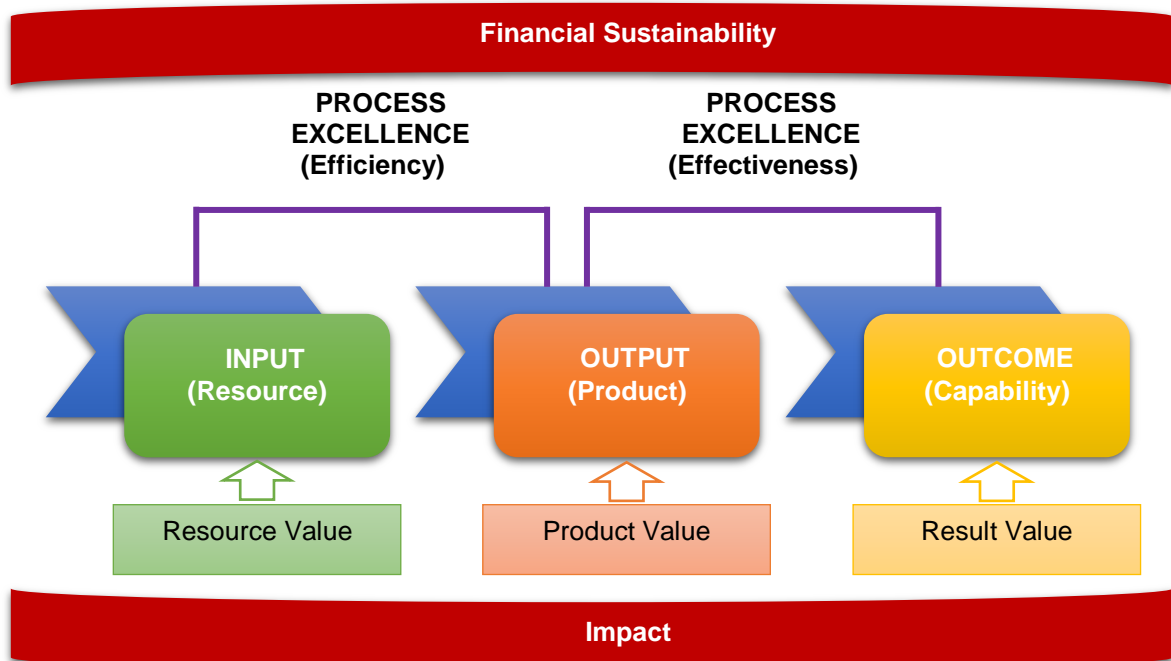 Financial Sustainability
PROCESS
EXCELLENCE
(Efficiency)
PROCESS
EXCELLENCE
(Effectiveness)
INPUT
(Resource)
OUTPUT
(Product)
OUTCOME
(Capability)
Resource Value
Product Value
Result Value
Impact